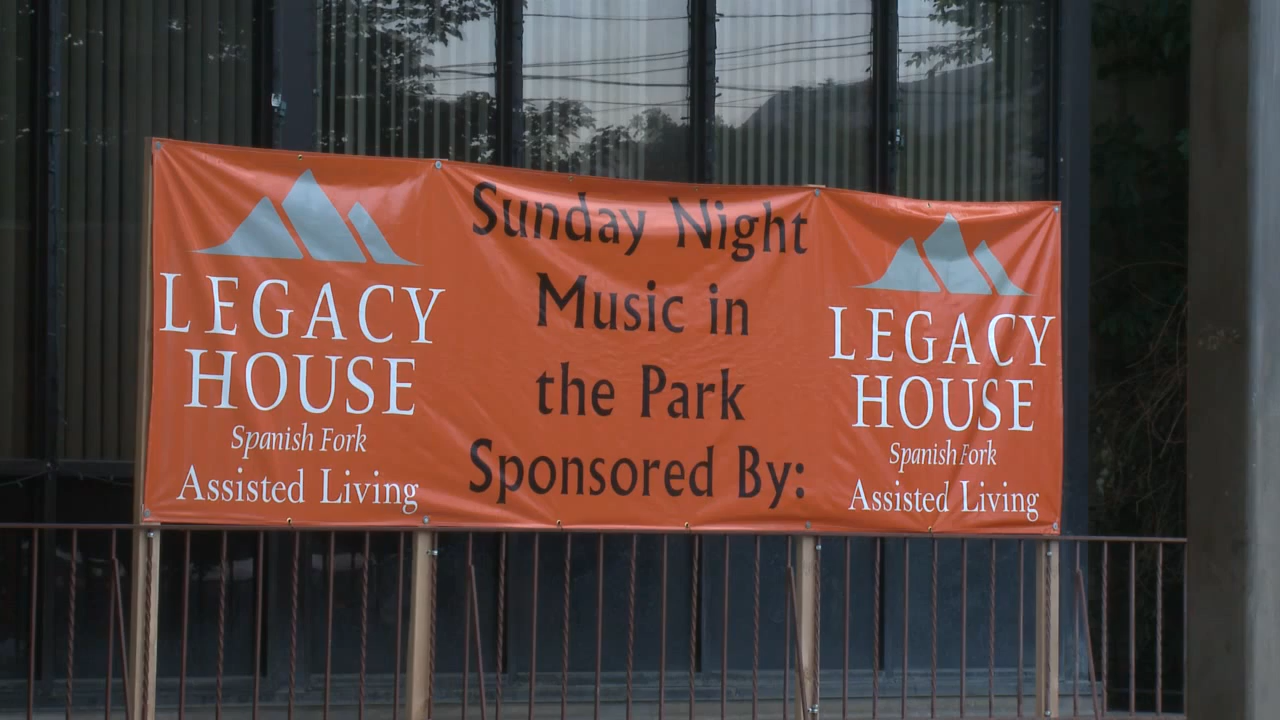 LEGACY
HOUSE
Spanish Fork
Assisted Living
Sunday Night
Music in
the Park
Sponsored By:
LEGACY
HOUSE
Spanish Fork
Assisted Living